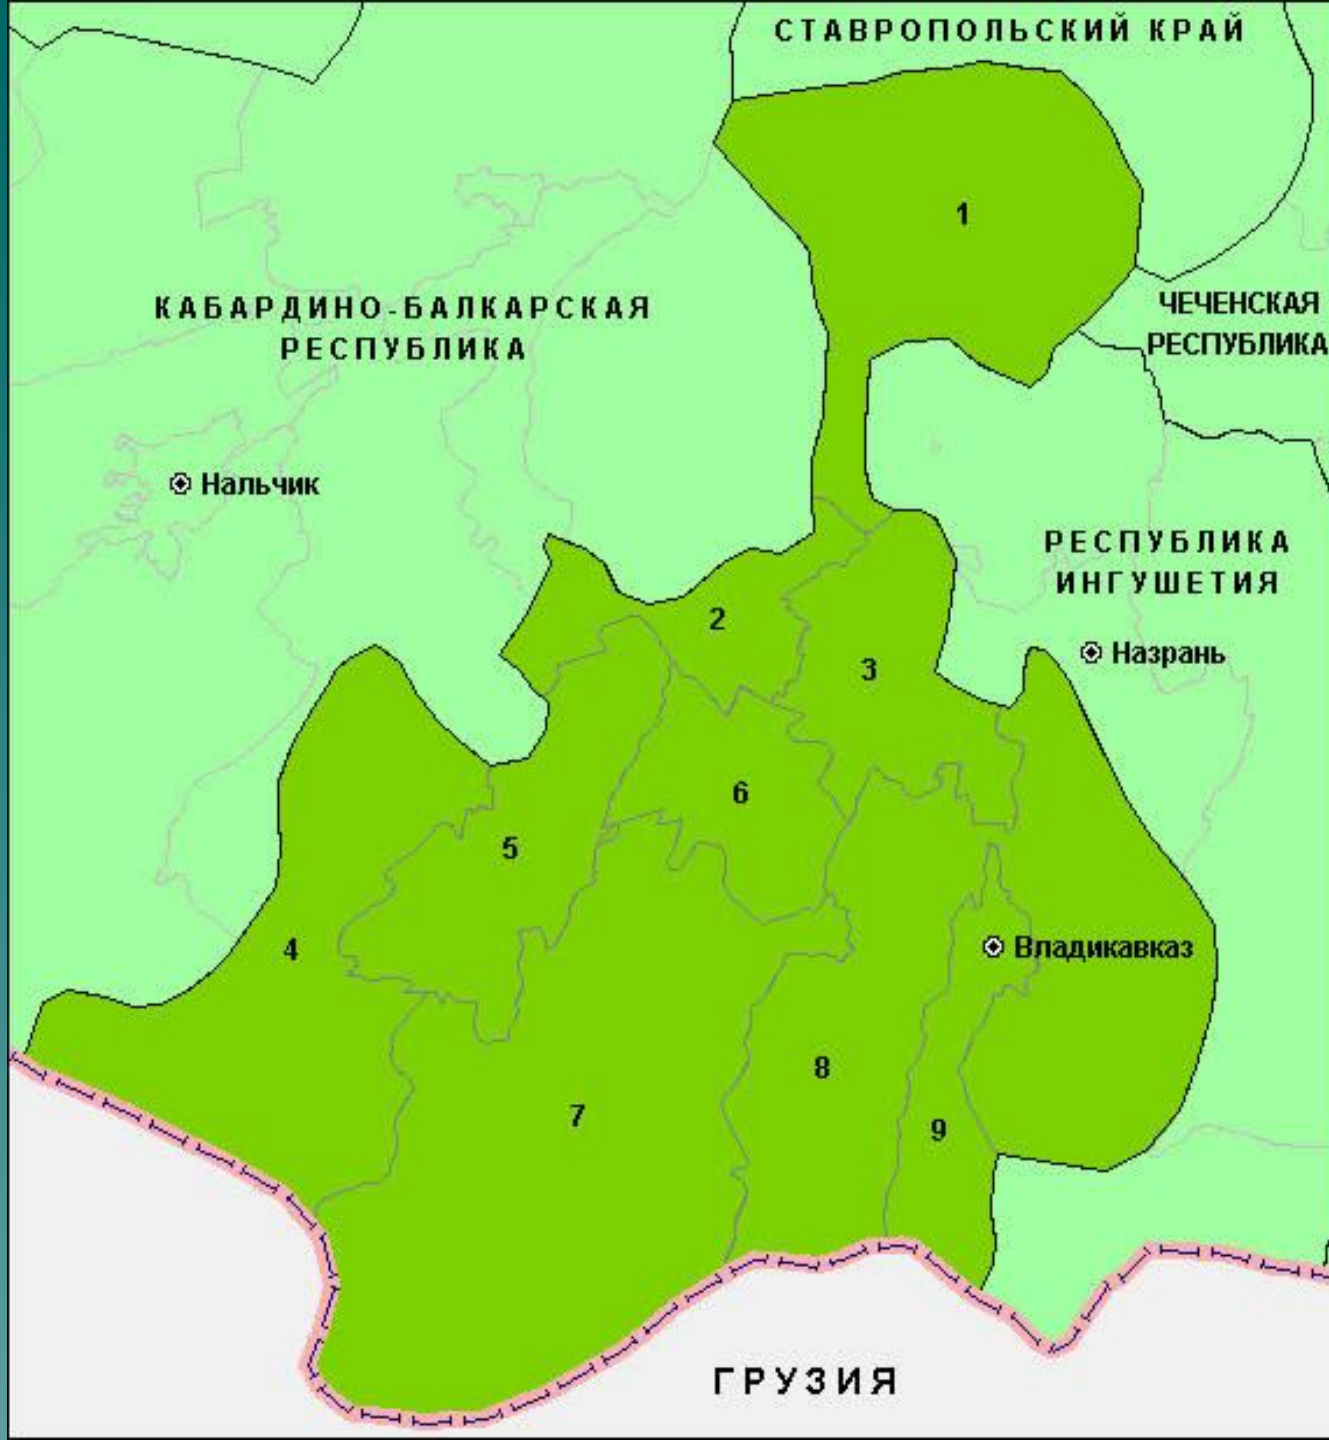 СТАВРОПОЛЬСКИЙ КРАЙ
1
КАБАРДИНО-БАЛКАРСКАЯ
РЕСПУБЛИКА
ЧЕЧЕНСКАЯ
РЕСПУБЛИКА
Нальчик
РЕСПУБЛИКА
ИНГУШЕТИЯ
2
3
Назрань
6
5
4
Владикавказ
8
7
9
ГРУЗИЯ